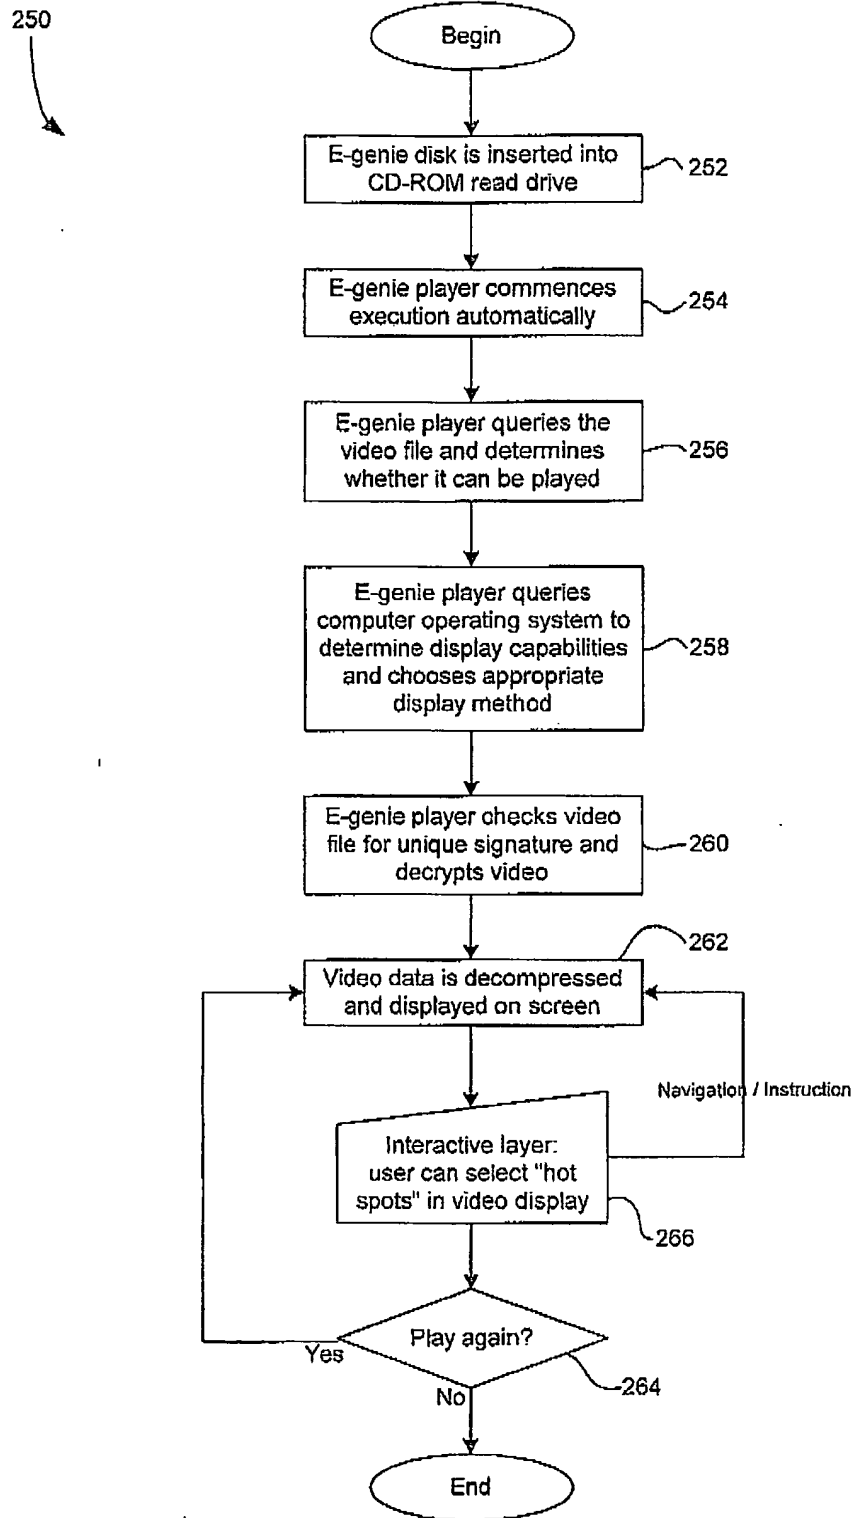 250
Begin
E-genie disk is inserted into
CD-ROM read drive
252
E-genie player commences
execution automatically
254
E-genie player queries the
video file and determines
whether it can be played
256
E-genie player queries
computer operating system to
determine display capabilities
and chooses appropriate
display method
258
E-genie player checks video
file for unique signature and
decrypts video
260
262
Video data is decompressed
and displayed on screen
Navigation / Instruction
Interactive layer:
user can select "hot
spots" in video display
266
Play again?
Yes
264
No
End